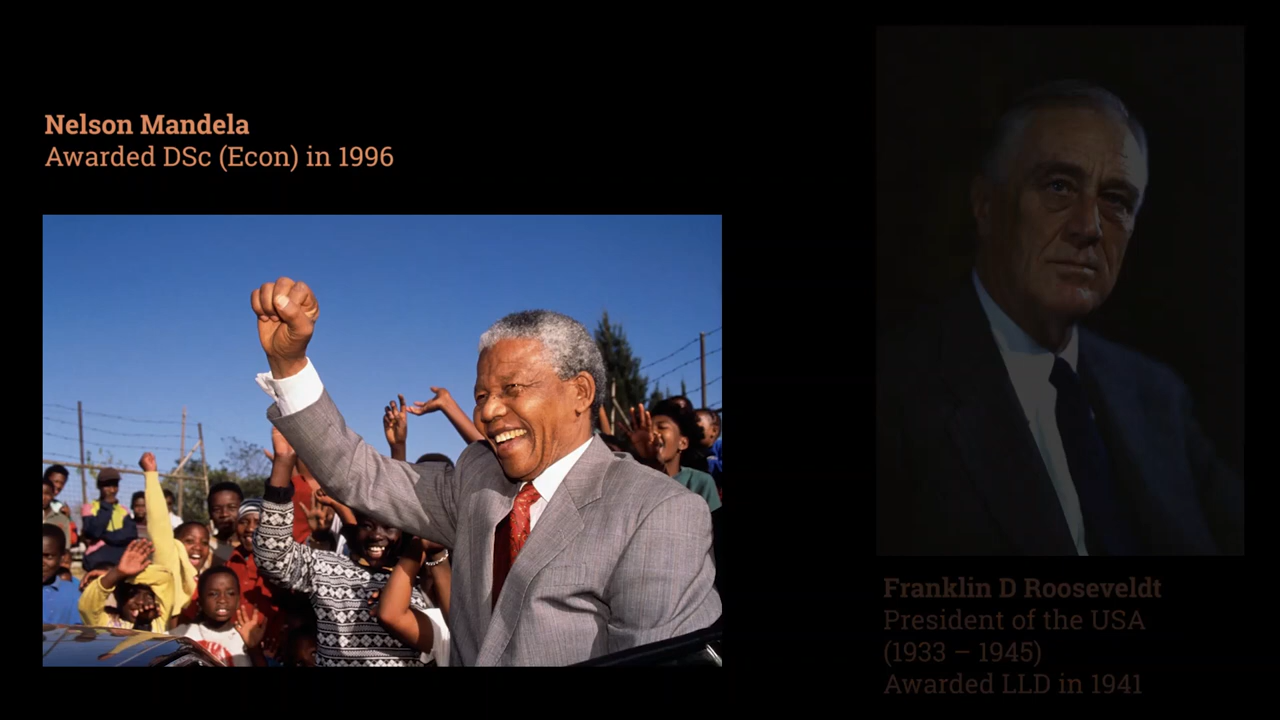 Nelson Mandela
Awarded DSc (Econ) in 1996
Franklin D Rooseveldt
President of the USA
(1933 – 1945)
Awarded LLD in 1941